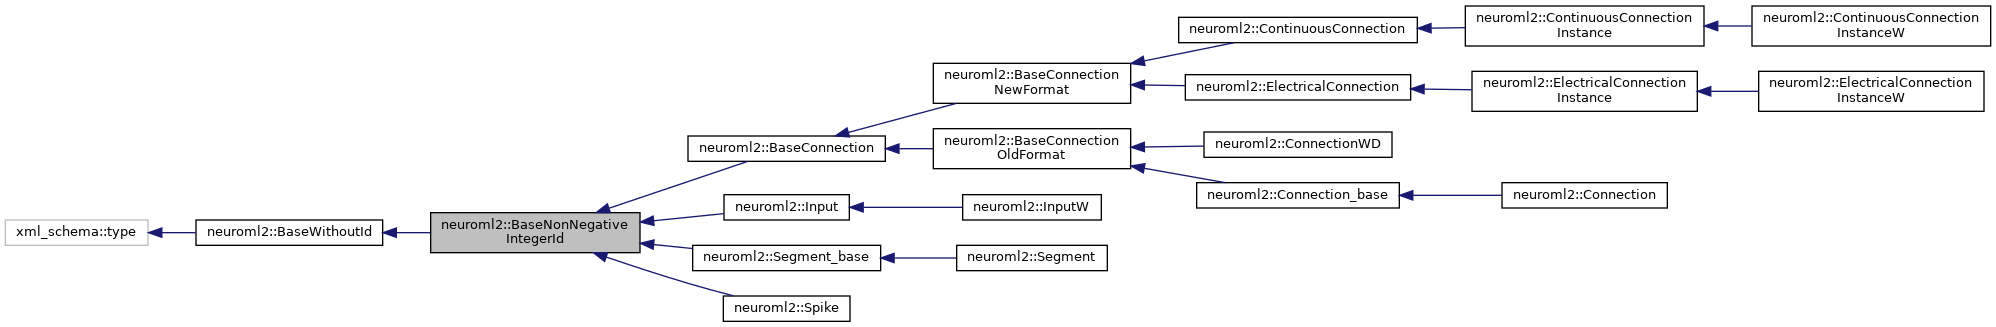 xml_schema::type
neuroml2::BaseWithoutId
neuroml2::BaseNonNegative
IntegerId
neuroml2::BaseConnection
neuroml2::BaseConnection
NewFormat
neuroml2::ContinuousConnection
neuroml2::ContinuousConnection
Instance
neuroml2::ContinuousConnection
InstanceW
neuroml2::ElectricalConnection
neuroml2::ElectricalConnection
Instance
neuroml2::ElectricalConnection
InstanceW
neuroml2::BaseConnection
OldFormat
neuroml2::ConnectionWD
neuroml2::Connection_base
neuroml2::Connection
neuroml2::Input
neuroml2::InputW
neuroml2::Segment_base
neuroml2::Segment
neuroml2::Spike